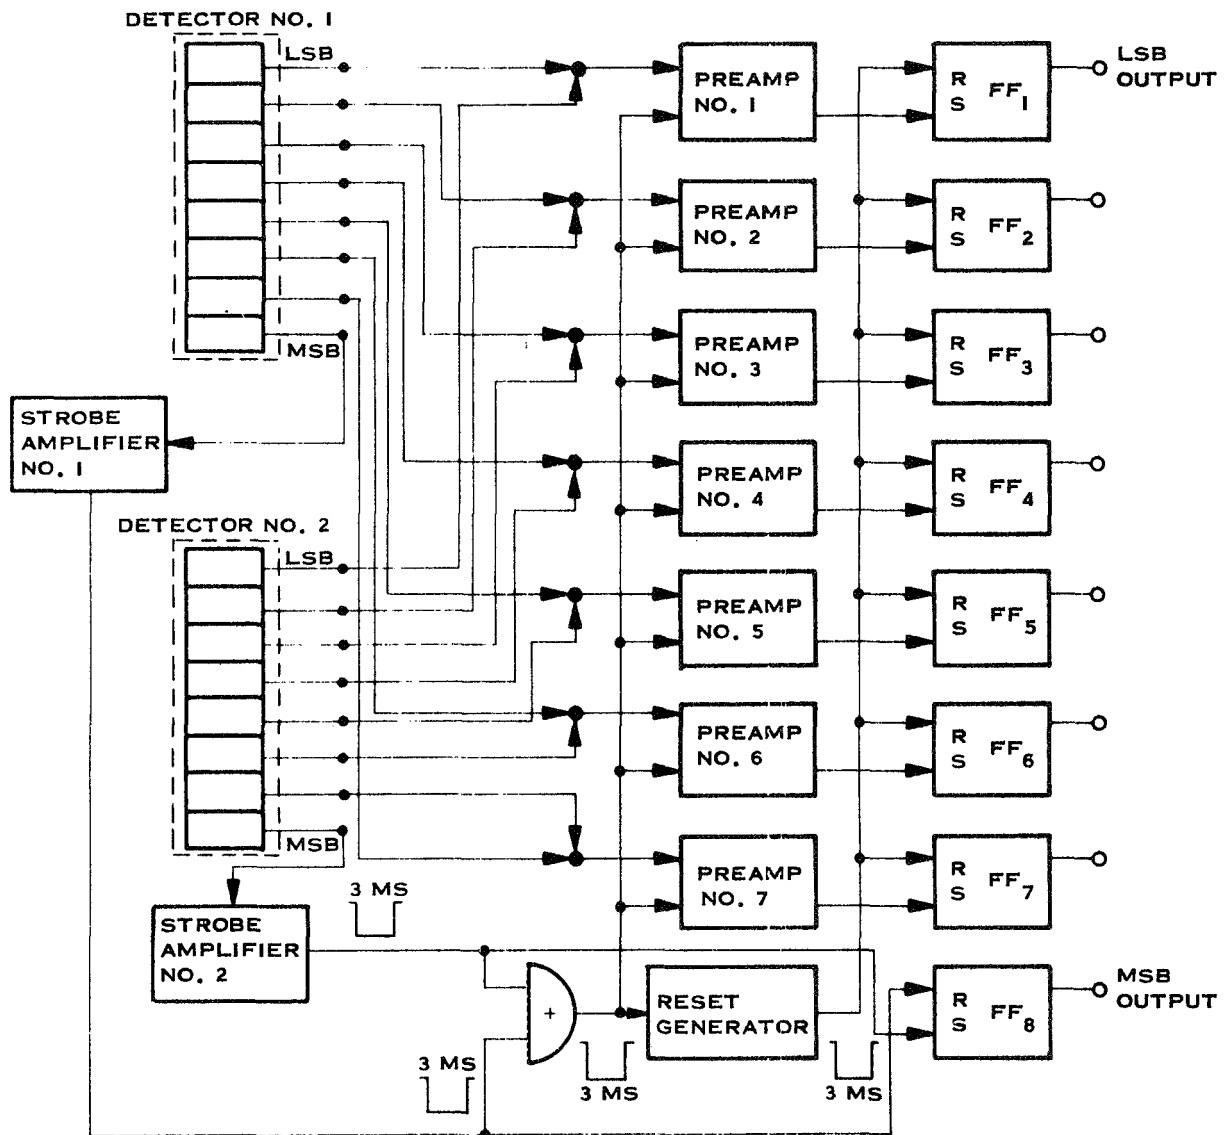 DETECTOR NO. 1
LSB
MSB
STROBE
AMPLIFIER
NO. 1
DETECTOR NO. 2
LSB
MSB
STROBE
AMPLIFIER
NO. 2
3 MS
3 MS
+
3 MS
RESET
GENERATOR
3 MS
PREAMP
NO. 1
PREAMP
NO. 2
PREAMP
NO. 3
PREAMP
NO. 4
PREAMP
NO. 5
PREAMP
NO. 6
PREAMP
NO. 7
R
S
FF1
R
S
FF2
R
S
FF3
R
S
FF4
R
S
FF5
R
S
FF6
R
S
FF7
R
S
FF8
LSB
OUTPUT
MSB
OUTPUT